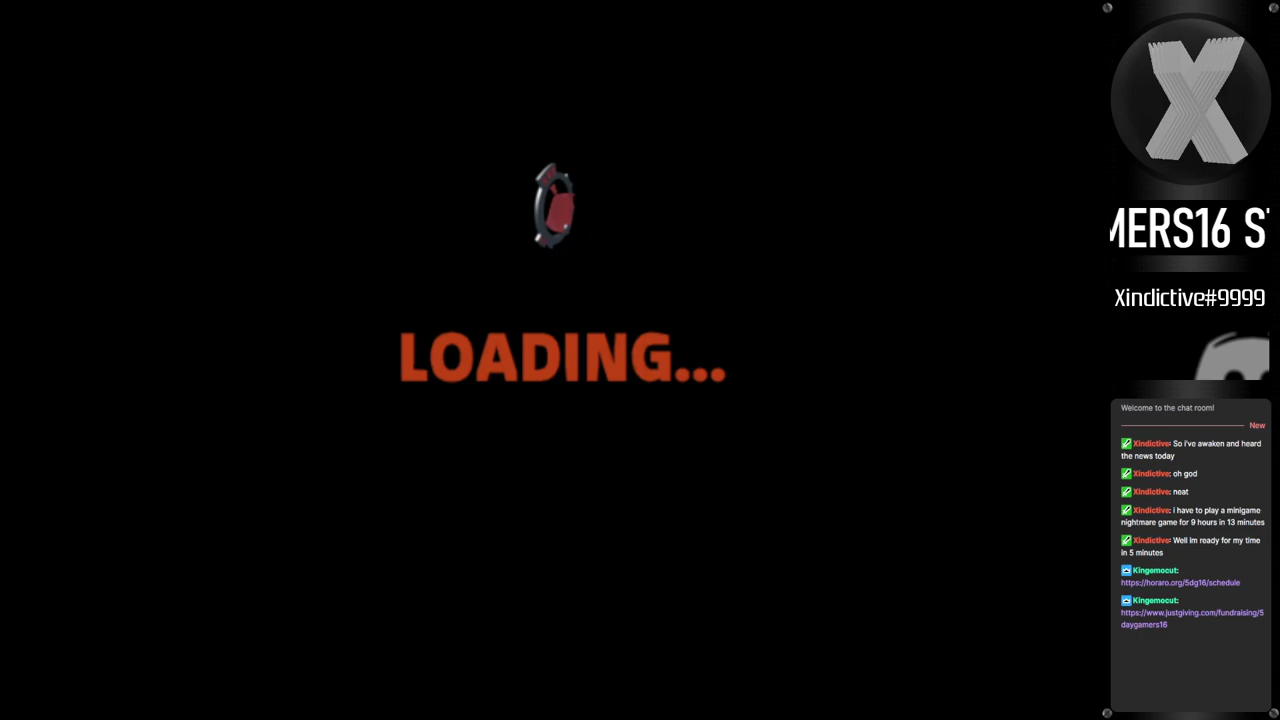 X
MERS16 S
Xindictive#9999
LOADING...
Welcome to the chat room!
New
Xindictive: So i've awaken and heard
the news today
Xindictive: oh god
Xindictive: neat
Xindictive: i have to play a minigame
nightmare game for 9 hours in 13 minutes
Xindictive: Well im ready for my time
in 5 minutes
Kingemocut:
https://horaro.org/5dg16/schedule
Kingemocut:
https://www.justgiving.com/fundraising/5
daygamers16